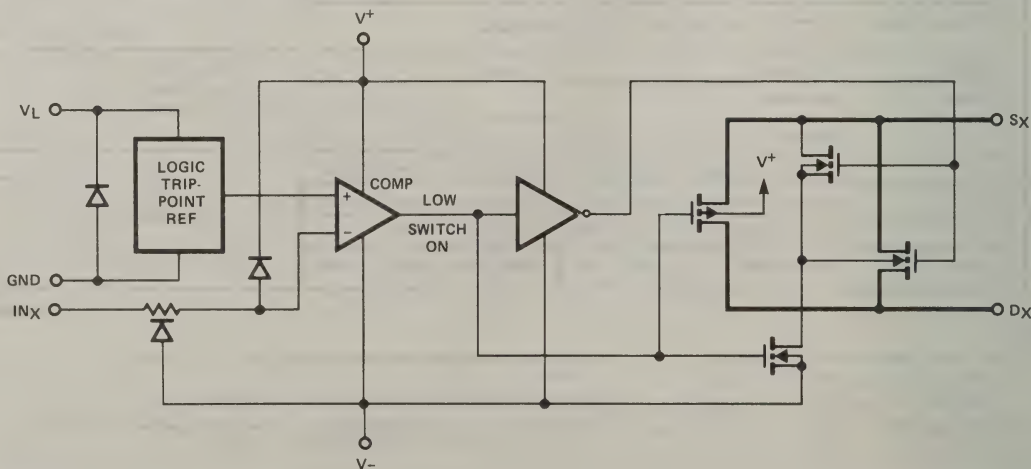 V+
VL
LOGIC
TRIP-
POINT
REF
+
COMP
−
LOW
SWITCH
ON
V+
SX
GND
INX
DX
V−